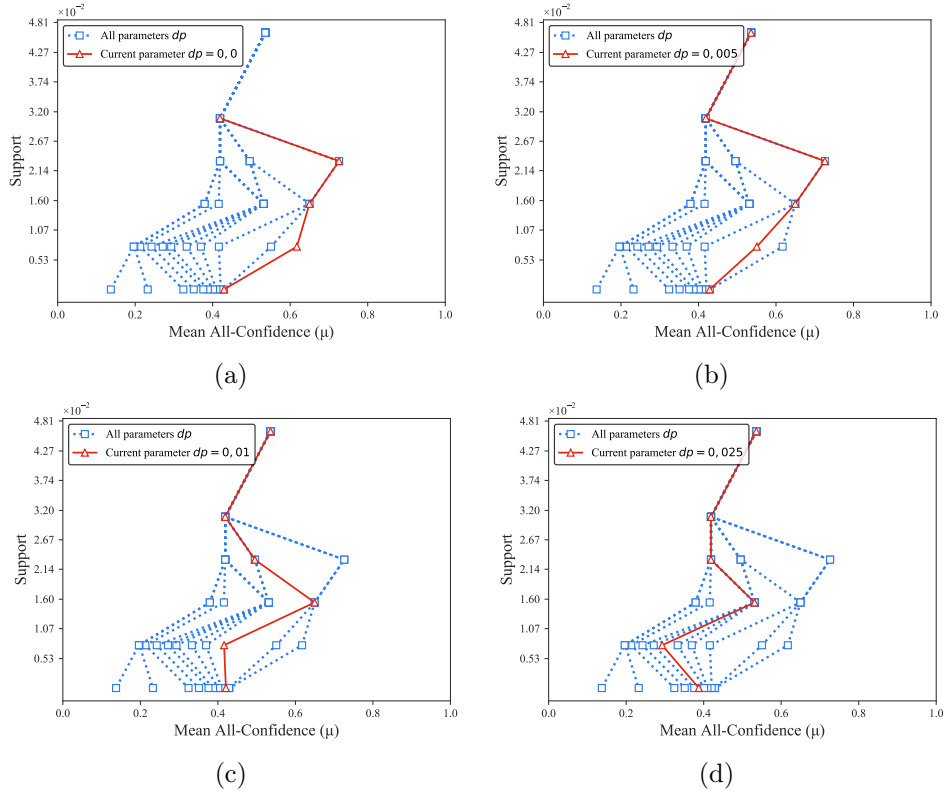 ×10⁻²
4.81
4.27
3.74
3.20
2.67
2.14
1.60
1.07
0.53
Support
All parameters dp
Current parameter dp = 0, 0
0.0 0.2 0.4 0.6 0.8 1.0
Mean All-Confidence (μ)
(a)
×10⁻²
4.81
4.27
3.74
3.20
2.67
2.14
1.60
1.07
0.53
Support
All parameters dp
Current parameter dp = 0, 005
0.0 0.2 0.4 0.6 0.8 1.0
Mean All-Confidence (μ)
(b)
×10⁻²
4.81
4.27
3.74
3.20
2.67
2.14
1.60
1.07
0.53
Support
All parameters dp
Current parameter dp = 0, 01
0.0 0.2 0.4 0.6 0.8 1.0
Mean All-Confidence (μ)
(c)
×10⁻²
4.81
4.27
3.74
3.20
2.67
2.14
1.60
1.07
0.53
Support
All parameters dp
Current parameter dp = 0, 025
0.0 0.2 0.4 0.6 0.8 1.0
Mean All-Confidence (μ)
(d)